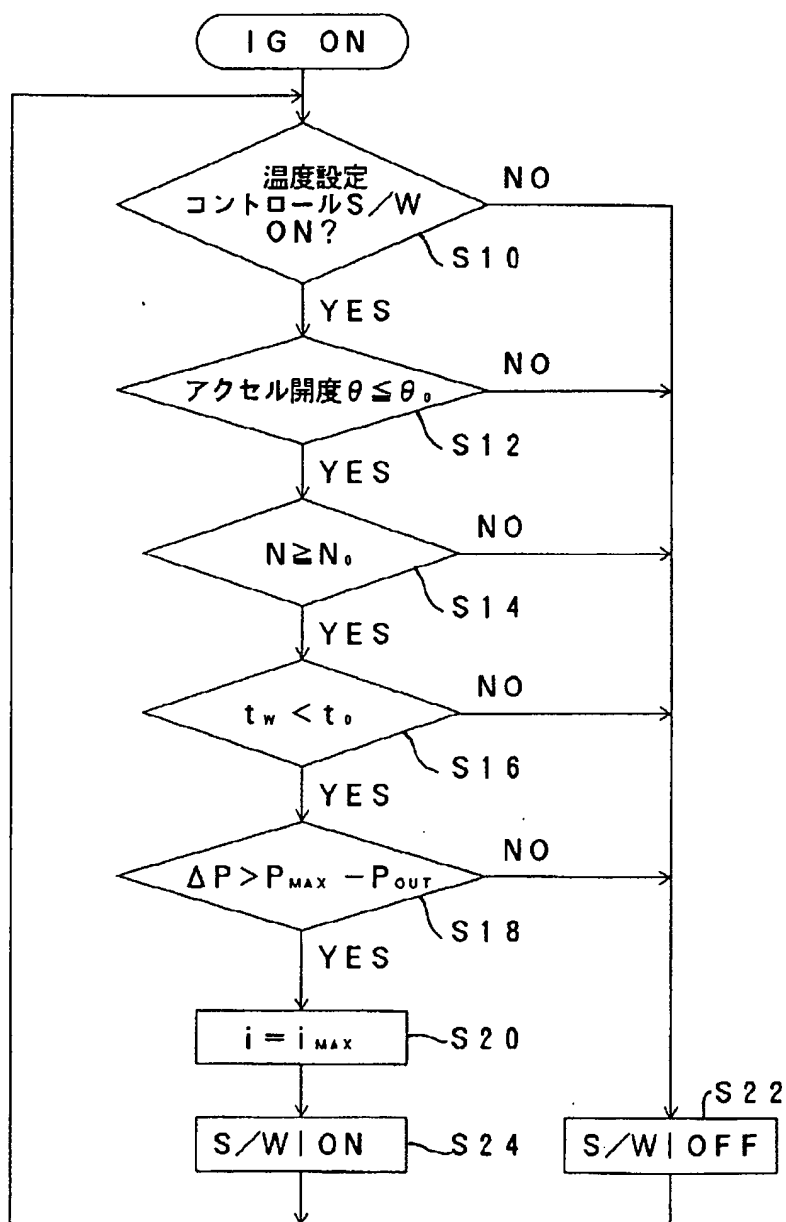 IG ON
温度設定
コントロールS/W
ON?
NO
S10
YES
アクセル開度θ≦θ₀
NO
S12
YES
N≧N₀
NO
S14
YES
tw<t₀
NO
S16
YES
ΔP>PMAX-POUT
NO
S18
YES
i=iMAX
S20
S22
S/W|ON
S24
S/W|OFF